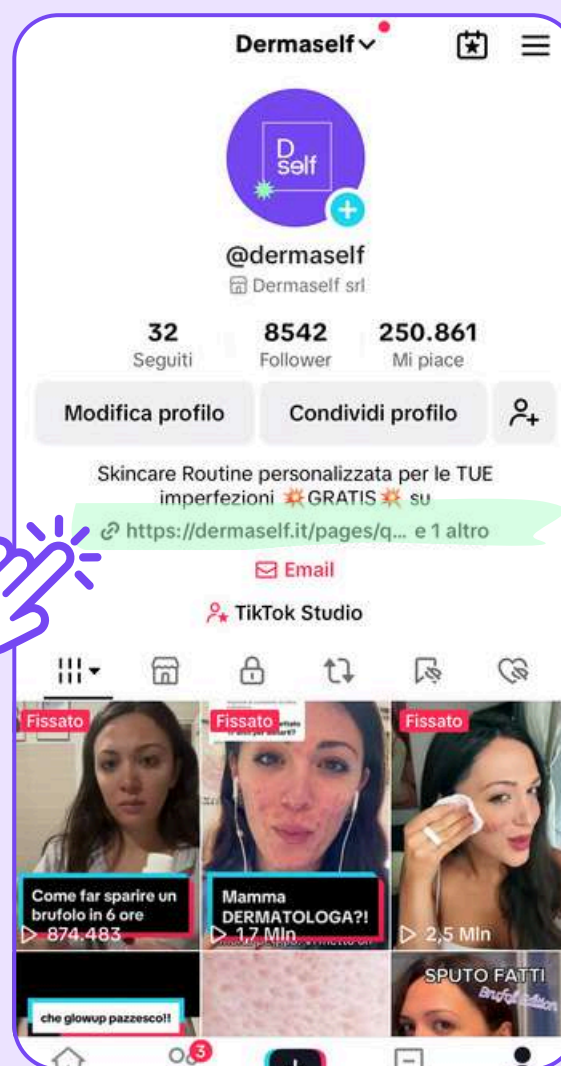 Dermaself
D
self
@dermaself
Dermaself srl
32
Seguiti
8542
Follower
250.861
Mi piace
Modifica profilo
Condividi profilo
Skincare Routine personalizzata per le TUE
imperfezioni 💥GRATIS💥 su
https://dermaself.it/pages/q... e 1 altro
Email
TikTok Studio
Fissato
Come far sparire un
brufolo in 6 ore
874.483
Fissato
Mamma
DERMATOLOGA?!
1,7 Mln
Fissato
2,5 Mln
che glowup pazzesco!!
SPUTO FATTI
Brufoli Edition
3